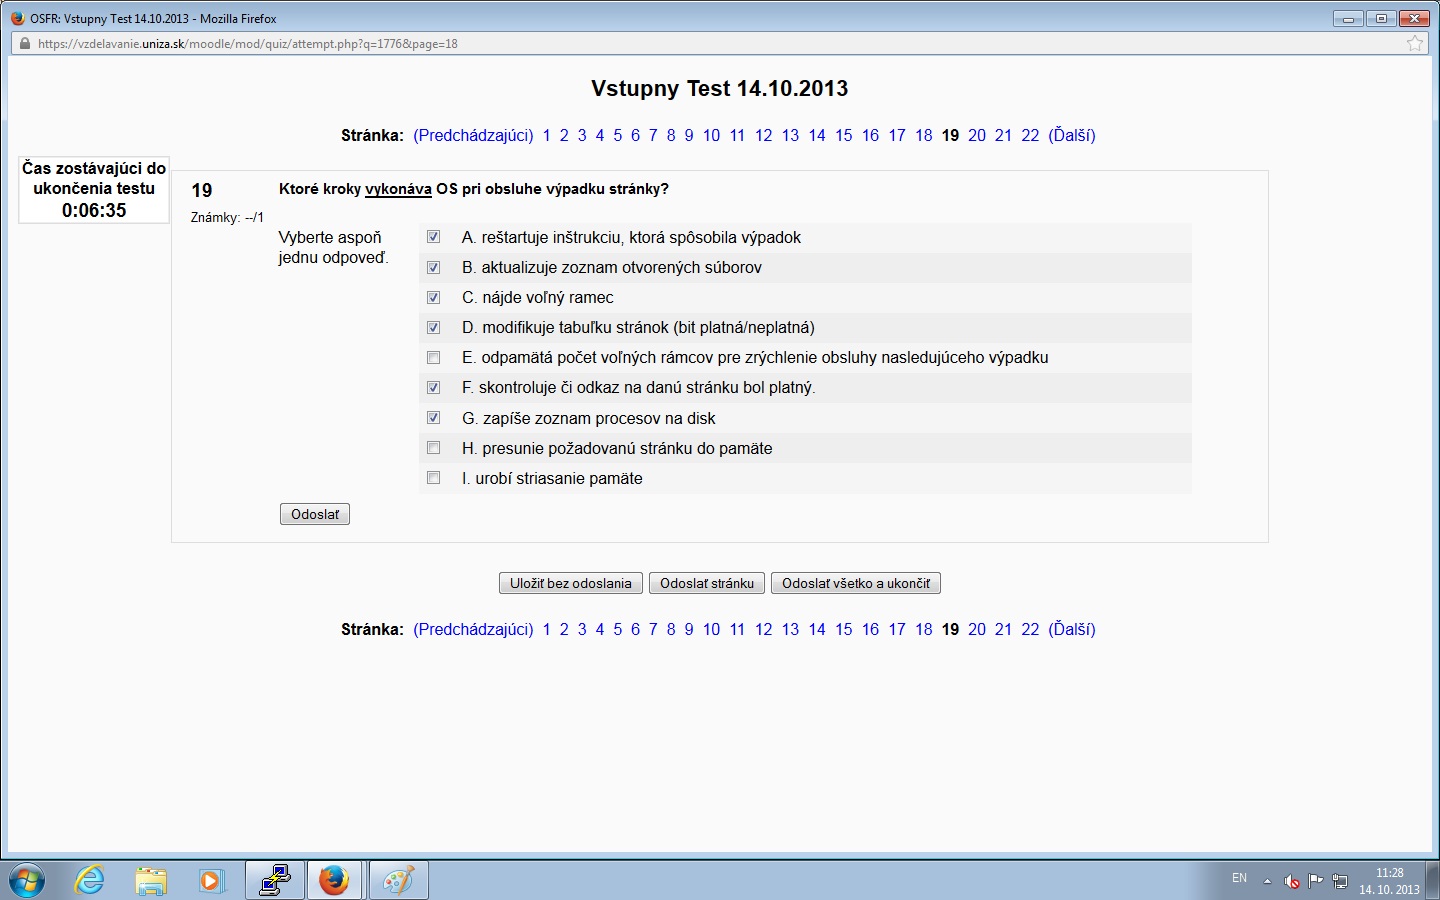 OSFR: Vstupny Test 14.10.2013 - Mozilla Firefox
https://vzdelavanie.uniza.sk/moodle/mod/quiz/attempt.php?q=1776&page=18
Vstupny Test 14.10.2013
Stránka: (Predchádzajúci) 1 2 3 4 5 6 7 8 9 10 11 12 13 14 15 16 17 18 19 20 21 22 (Ďalší)
Čas zostávajúci do
ukončenia testu
0:06:35
19
Známky: --/1
Ktoré kroky vykonáva OS pri obsluhe výpadku stránky?
Vyberte aspoň
jednu odpoveď.
A. reštartuje inštrukciu, ktorá spôsobila výpadok
B. aktualizuje zoznam otvorených súborov
C. nájde voľný ramec
D. modifikuje tabuľku stránok (bit platná/neplatná)
E. odpamätá počet voľných rámcov pre zrýchlenie obsluhy nasledujúceho výpadku
F. skontroluje či odkaz na danú stránku bol platný.
G. zapíše zoznam procesov na disk
H. presunie požadovanú stránku do pamäte
I. urobí striasanie pamäte
Odoslať
Uložiť bez odoslania Odoslať stránku Odoslať všetko a ukončiť
Stránka: (Predchádzajúci) 1 2 3 4 5 6 7 8 9 10 11 12 13 14 15 16 17 18 19 20 21 22 (Ďalší)
EN
11:28
14. 10. 2013